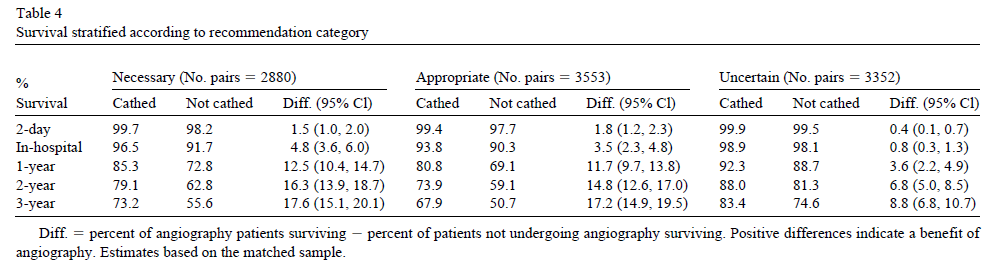 Table 4
Survival stratified according to recommendation category
% Survival Necessary (No. pairs = 2880) Appropriate (No. pairs = 3553) Uncertain (No. pairs = 3352)
Cathed Not cathed Diff. (95% Cl) Cathed Not cathed Diff. (95% Cl) Cathed Not cathed Diff. (95% Cl)
2-day 99.7 98.2 1.5 (1.0, 2.0) 99.4 97.7 1.8 (1.2, 2.3) 99.9 99.5 0.4 (0.1, 0.7)
In-hospital 96.5 91.7 4.8 (3.6, 6.0) 93.8 90.3 3.5 (2.3, 4.8) 98.9 98.1 0.8 (0.3, 1.3)
1-year 85.3 72.8 12.5 (10.4, 14.7) 80.8 69.1 11.7 (9.7, 13.8) 92.3 88.7 3.6 (2.2, 4.9)
2-year 79.1 62.8 16.3 (13.9, 18.7) 73.9 59.1 14.8 (12.6, 17.0) 88.0 81.3 6.8 (5.0, 8.5)
3-year 73.2 55.6 17.6 (15.1, 20.1) 67.9 50.7 17.2 (14.9, 19.5) 83.4 74.6 8.8 (6.8, 10.7)
Diff. = percent of angiography patients surviving − percent of patients not undergoing angiography surviving. Positive differences indicate a benefit of
angiography. Estimates based on the matched sample.